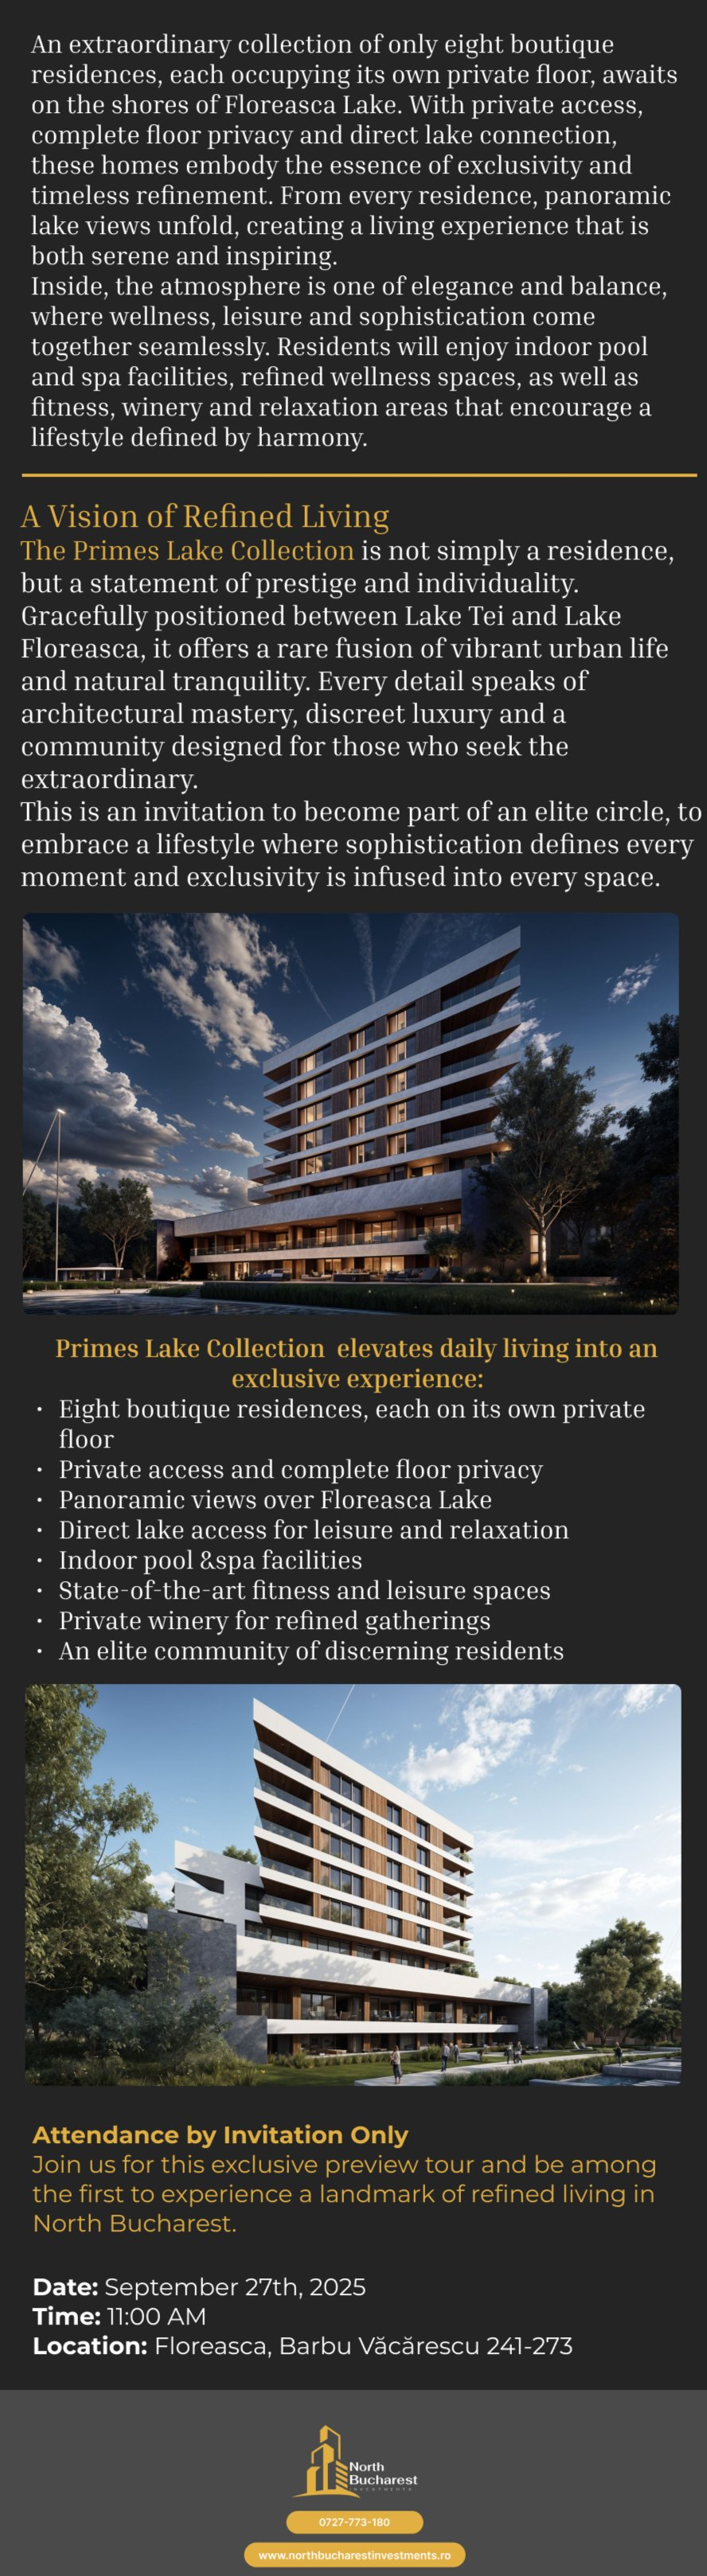 An extraordinary collection of only eight boutique
residences, each occupying its own private floor, awaits
on the shores of Floreasca Lake. With private access,
complete floor privacy and direct lake connection,
these homes embody the essence of exclusivity and
timeless refinement. From every residence, panoramic
lake views unfold, creating a living experience that is
both serene and inspiring.
Inside, the atmosphere is one of elegance and balance,
where wellness, leisure and sophistication come
together seamlessly. Residents will enjoy indoor pool
and spa facilities, refined wellness spaces, as well as
fitness, winery and relaxation areas that encourage a
lifestyle defined by harmony.
A Vision of Refined Living
The Primes Lake Collection is not simply a residence,
but a statement of prestige and individuality.
Gracefully positioned between Lake Tei and Lake
Floreasca, it offers a rare fusion of vibrant urban life
and natural tranquility. Every detail speaks of
architectural mastery, discreet luxury and a
community designed for those who seek the
extraordinary.
This is an invitation to become part of an elite circle, to
embrace a lifestyle where sophistication defines every
moment and exclusivity is infused into every space.
Primes Lake Collection elevates daily living into an
exclusive experience:
• Eight boutique residences, each on its own private
floor
• Private access and complete floor privacy
• Panoramic views over Floreasca Lake
• Direct lake access for leisure and relaxation
• Indoor pool &spa facilities
• State-of-the-art fitness and leisure spaces
• Private winery for refined gatherings
• An elite community of discerning residents
Attendance by Invitation Only
Join us for this exclusive preview tour and be among
the first to experience a landmark of refined living in
North Bucharest.
Date: September 27th, 2025
Time: 11:00 AM
Location: Floreasca, Barbu Văcărescu 241-273
North
Bucharest
INVESTMENTS
0727-773-180
www.northbucharestinvestments.ro